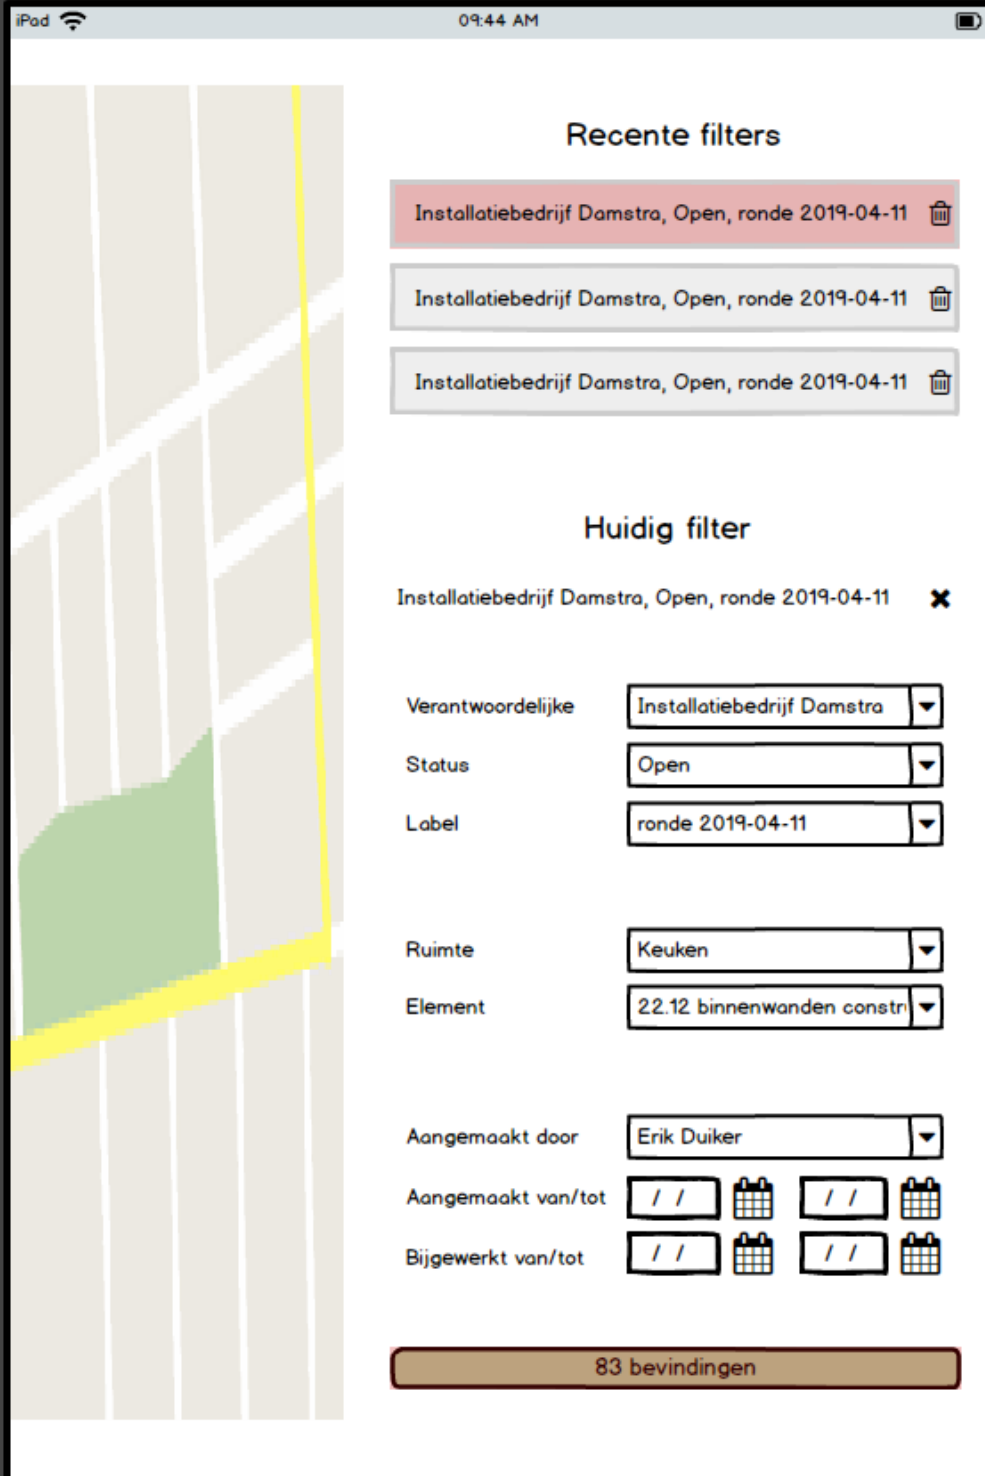 iPad
09:44 AM
Recente filters
Installatiebedrijf Damstra, Open, ronde 2019-04-11
Installatiebedrijf Damstra, Open, ronde 2019-04-11
Installatiebedrijf Damstra, Open, ronde 2019-04-11
Huidig filter
Installatiebedrijf Damstra, Open, ronde 2019-04-11
Verantwoordelijke Installatiebedrijf Damstra
Status Open
Label ronde 2019-04-11
Ruimte Keuken
Element 22.12 binnenwanden constr
Aangemaakt door Erik Duiker
Aangemaakt van/tot / / / /
Bijgewerkt van/tot / / / /
83 bevindingen